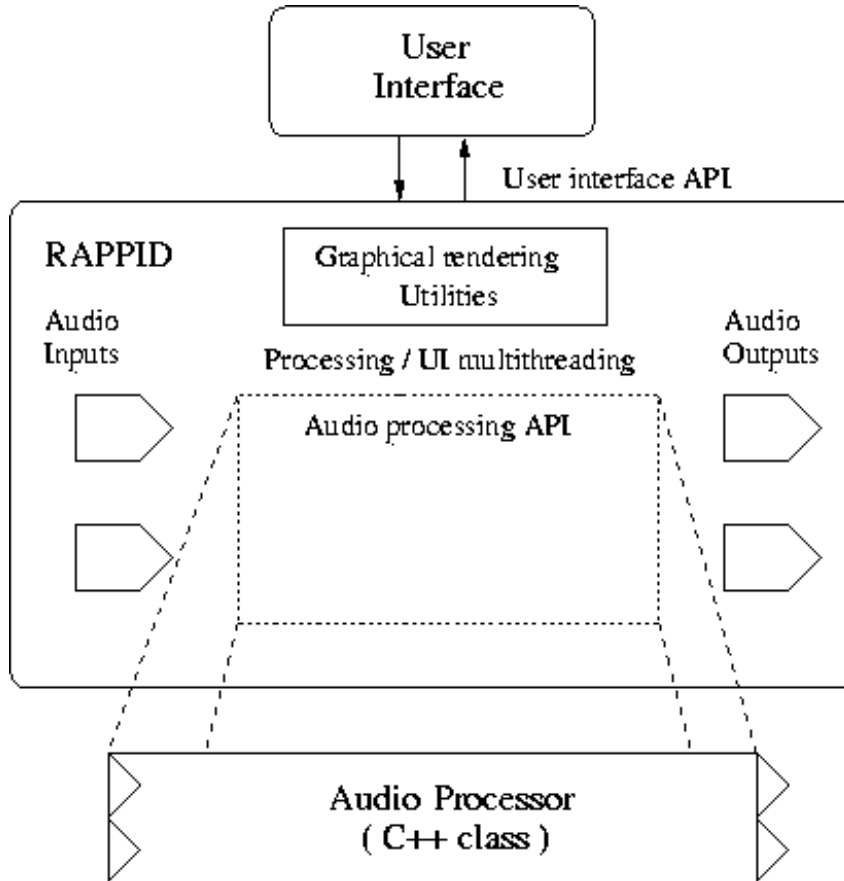 User
Interface
User interface API
RAPPID
Graphical rendering
Utilities
Audio
Inputs
Audio
Outputs
Processing / UI multithreading
Audio processing API
Audio Processor
( C++ class )